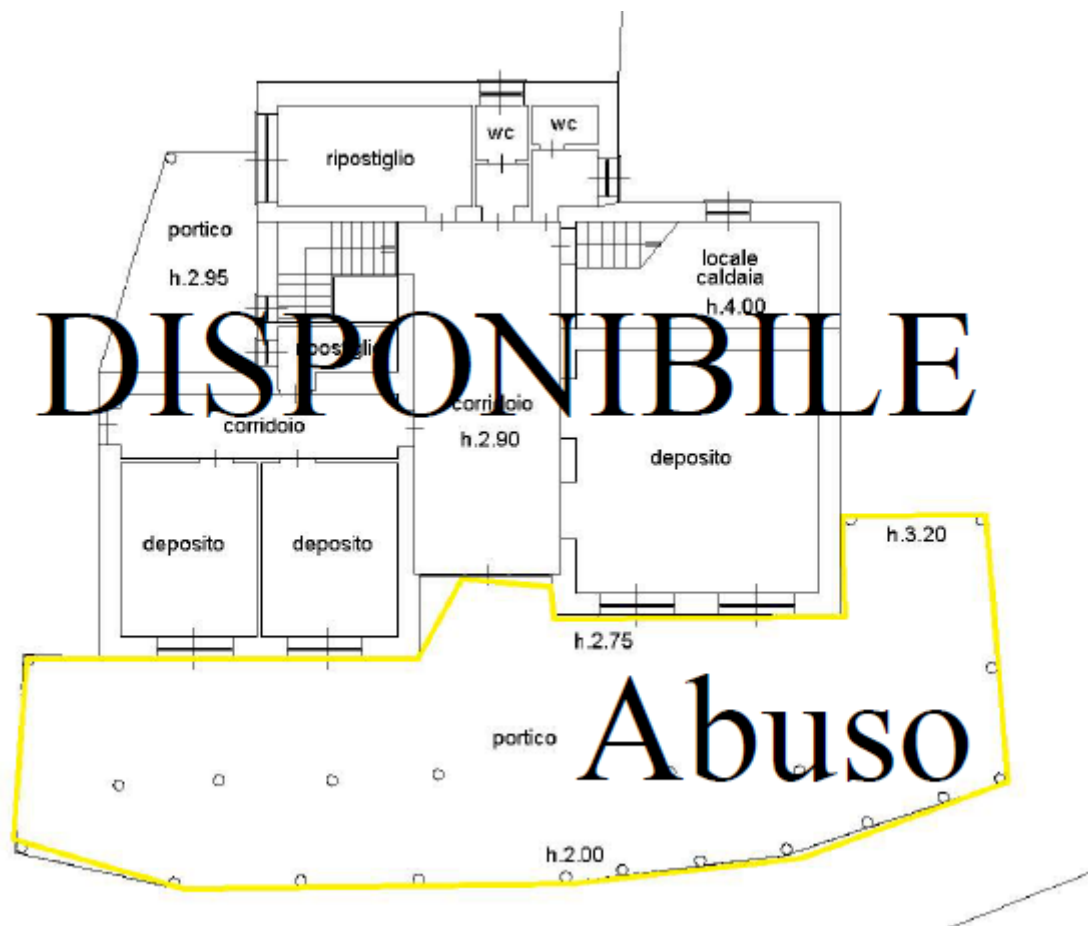 wc
wc
ripostiglio
portico
h.2.95
locale
caldaia
h.4.00
DISPONIBILE
ripostiglio
corridoio
h.2.90
corridoio
deposito
deposito
deposito
h.3.20
h.2.75
Abuso
portico
h.2.00